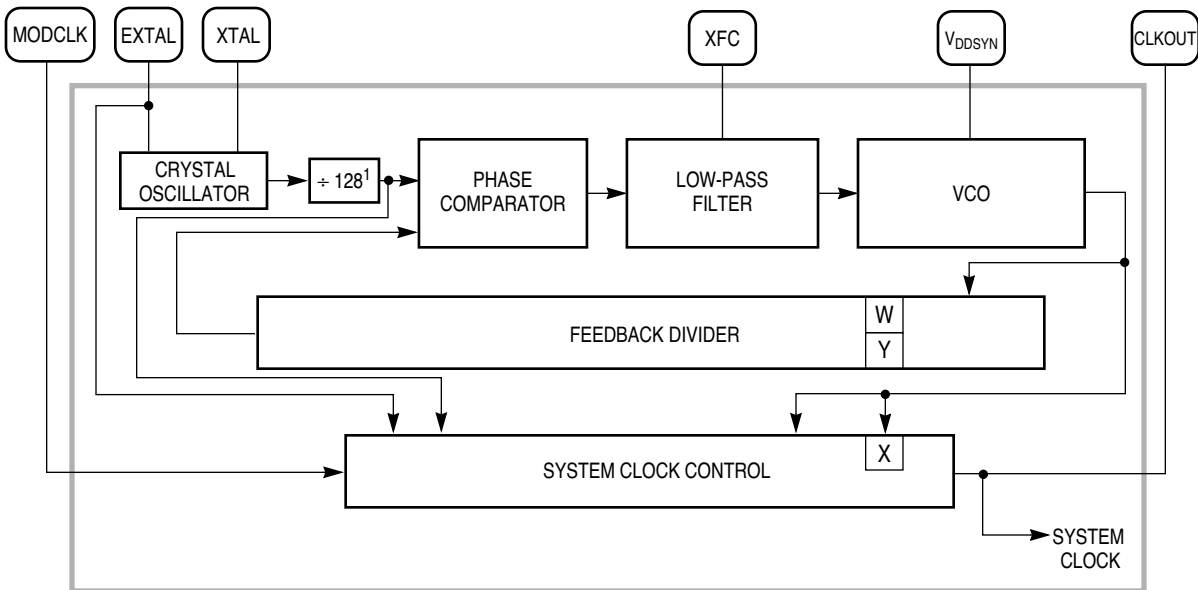 MODCLK
EXTAL
XTAL
XFC
VDDSYN
CLKOUT
CRYSTAL
OSCILLATOR
÷ 128¹
PHASE
COMPARATOR
LOW-PASS
FILTER
VCO
FEEDBACK DIVIDER
W
Y
SYSTEM CLOCK CONTROL
X
SYSTEM
CLOCK